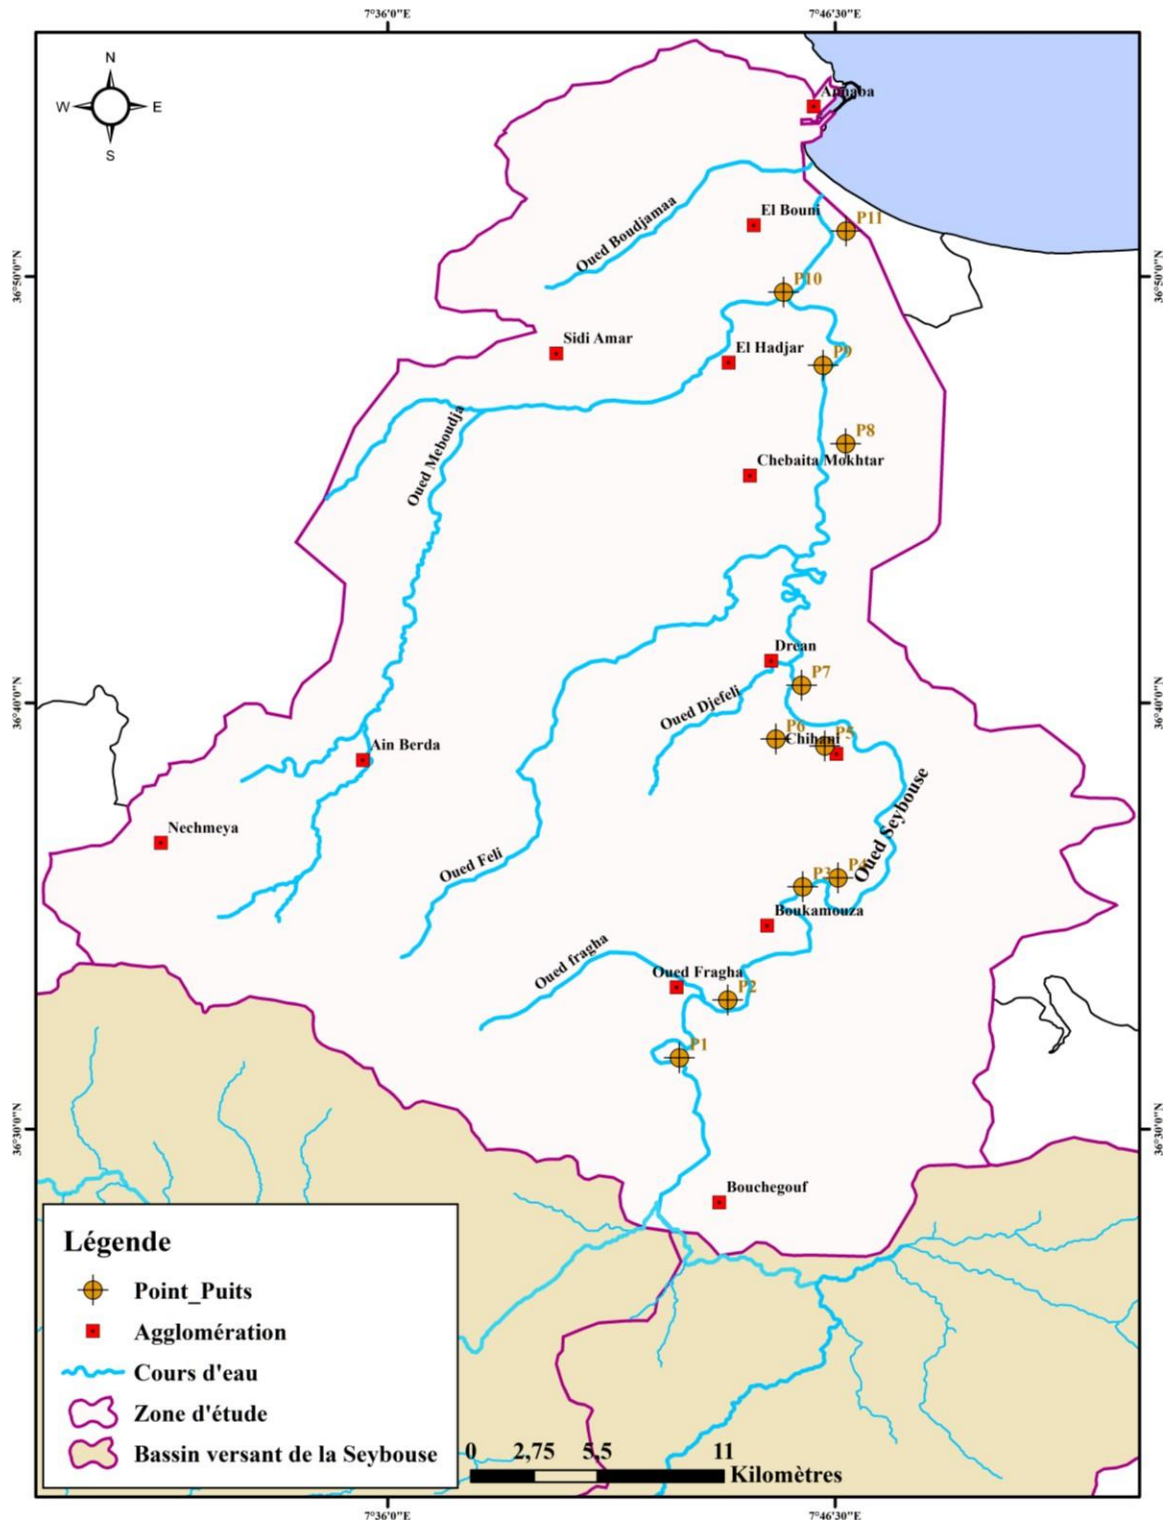 7°36'0"E
7°46'30"E
N
W
E
S
Annaba
El Bouni
P11
Oued Boudjamaa
36°50'0"N
36°50'0"N
P10
Sidi Amar
El Hadjar
P9
Oued Meboudja
P8
Chebaita Mokhtar
Drean
P7
Oued Djefeli
36°40'0"N
36°40'0"N
P6
P5
Chihani
Ain Berda
Oued Seybouse
Nechmeya
Oued Feli
P3
P4
Boukamouza
Oued fragha
Oued Fragha
P2
P1
36°30'0"N
36°30'0"N
Bouchegouf
Légende
Point_Puits
Agglomération
Cours d'eau
Zone d'étude
Bassin versant de la Seybouse
0 2,75 5,5 11
Kilomètres
7°36'0"E
7°46'30"E